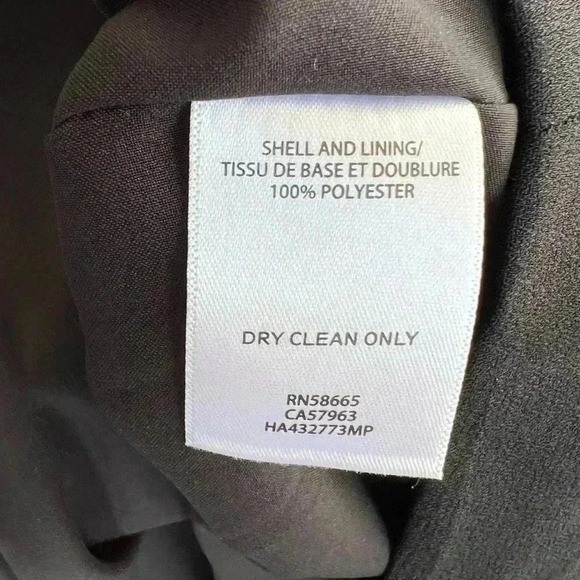 SHELL AND LINING/
TISSU DE BASE ET DOUBLURE
100% POLYESTER
DRY CLEAN ONLY
RN58665
CA57963
HA432773MP